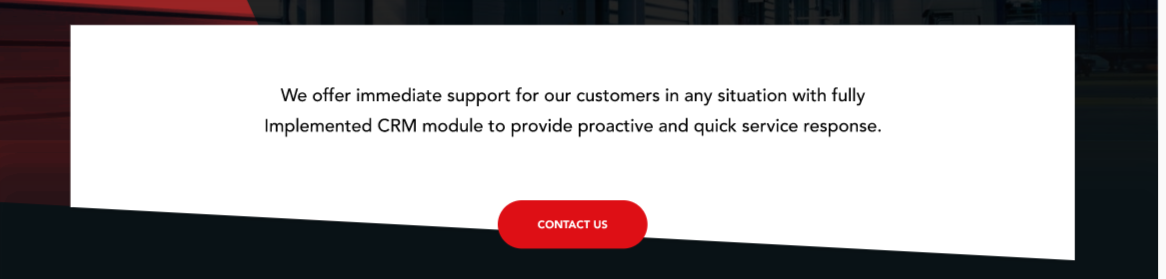 We offer immediate support for our customers in any situation with fully
Implemented CRM module to provide proactive and quick service response.
CONTACT US